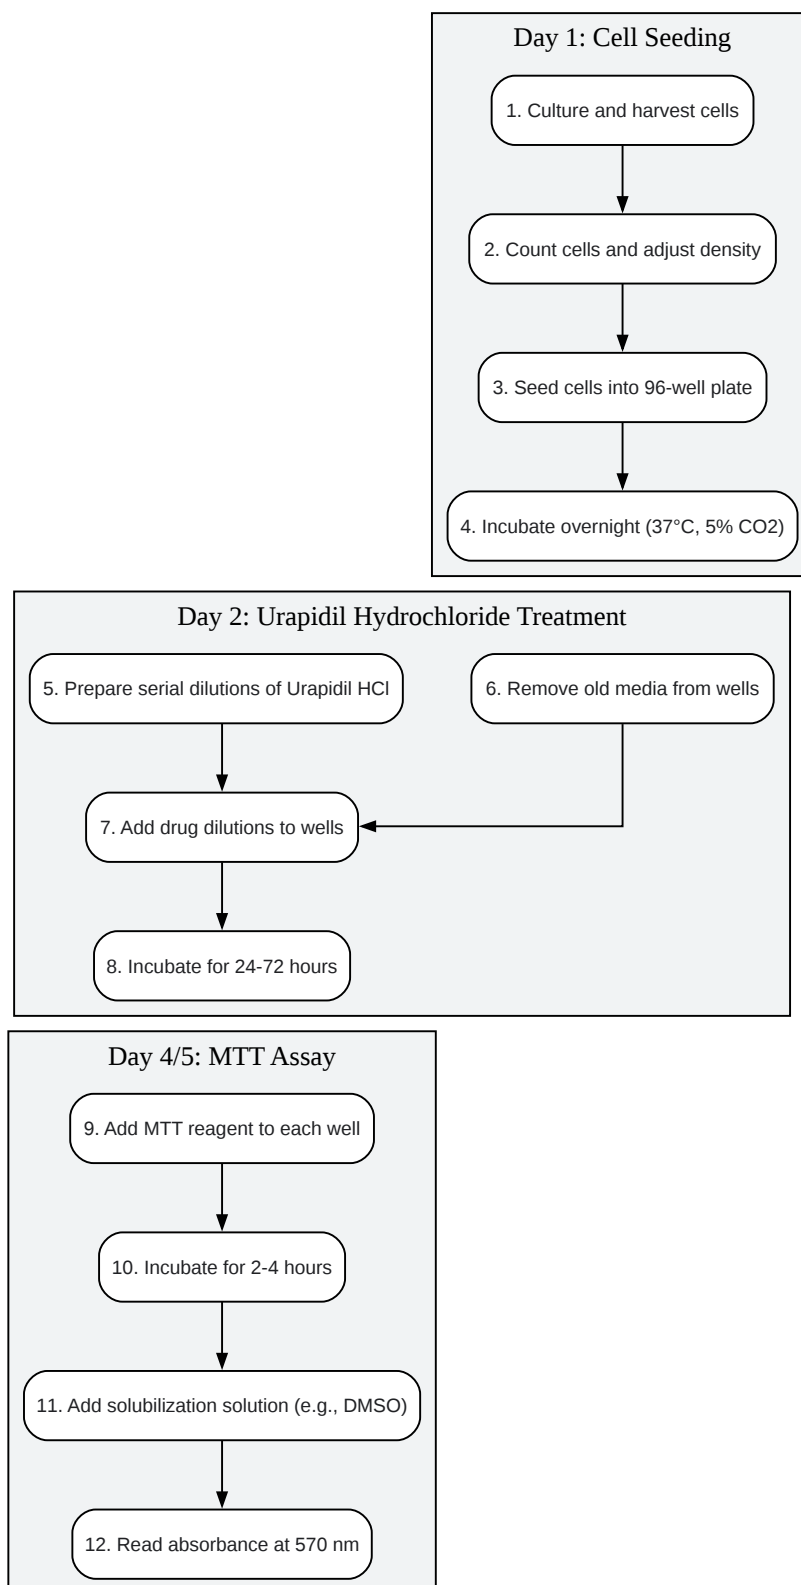 Day 1: Cell Seeding
1. Culture and harvest cells
2. Count cells and adjust density
3. Seed cells into 96-well plate
4. Incubate overnight (37°C, 5% CO2)
Day 2: Urapidil Hydrochloride Treatment
5. Prepare serial dilutions of Urapidil HCl
6. Remove old media from wells
7. Add drug dilutions to wells
8. Incubate for 24-72 hours
Day 4/5: MTT Assay
9. Add MTT reagent to each well
10. Incubate for 2-4 hours
11. Add solubilization solution (e.g., DMSO)
12. Read absorbance at 570 nm